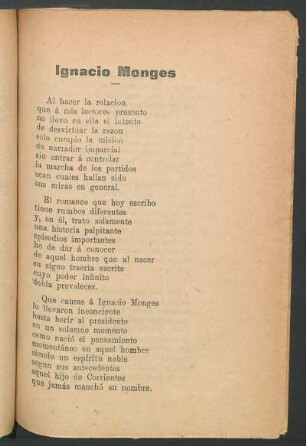 Ignacio Monges
Al hacer la relacion
que á mis lectores presento
no llevo en ella el intento
de desvirtuar la razon
solo cumplo la mision
de narrador imparcial
sin entrar á controlar
la marcha de los partidos
sean cuales hallan sido
sus miras en general.
El romance que hoy escribo
tiene rumbos diferentes
y, en él, trato solamente
una historia palpitante
episodios importantes
he de dar á conocer
de aquel hombre que al nacer
su signo traería escrito
cuyo poder infinito
debia prevalecer.
Que causas á Ignacio Monges
lo llevaron inconciente
hasta herir al presidente
en un solemne momento
como nació el pensamiento
momentáneo en aquel hombre
siendo un espíritu noble
segun sus antecedentes
aquel hijo de Corrientes
que jamás manchó su nombre.